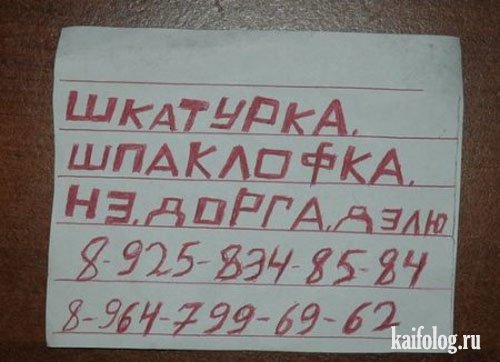 ШКАТУРКА.
ШПАКЛОФКА.
НЭ.ДОРГА.ДЭЛЮ
8-925-834-85-84
8-964-799-69-62
kaifolog.ru